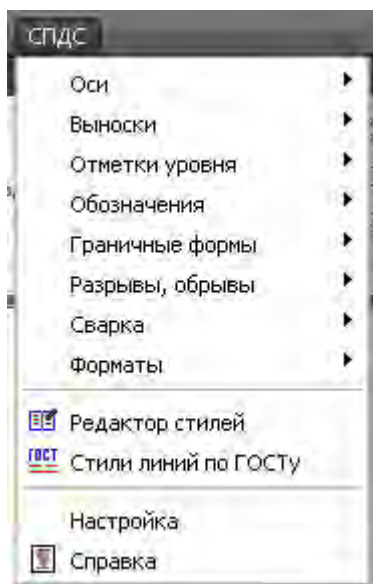 СПДС
Оси
Выноски
Отметки уровня
Обозначения
Граничные формы
Разрывы, обрывы
Сварка
Форматы
Редактор стилей
ГОСТ Стили линий по ГОСТу
Настройка
Справка